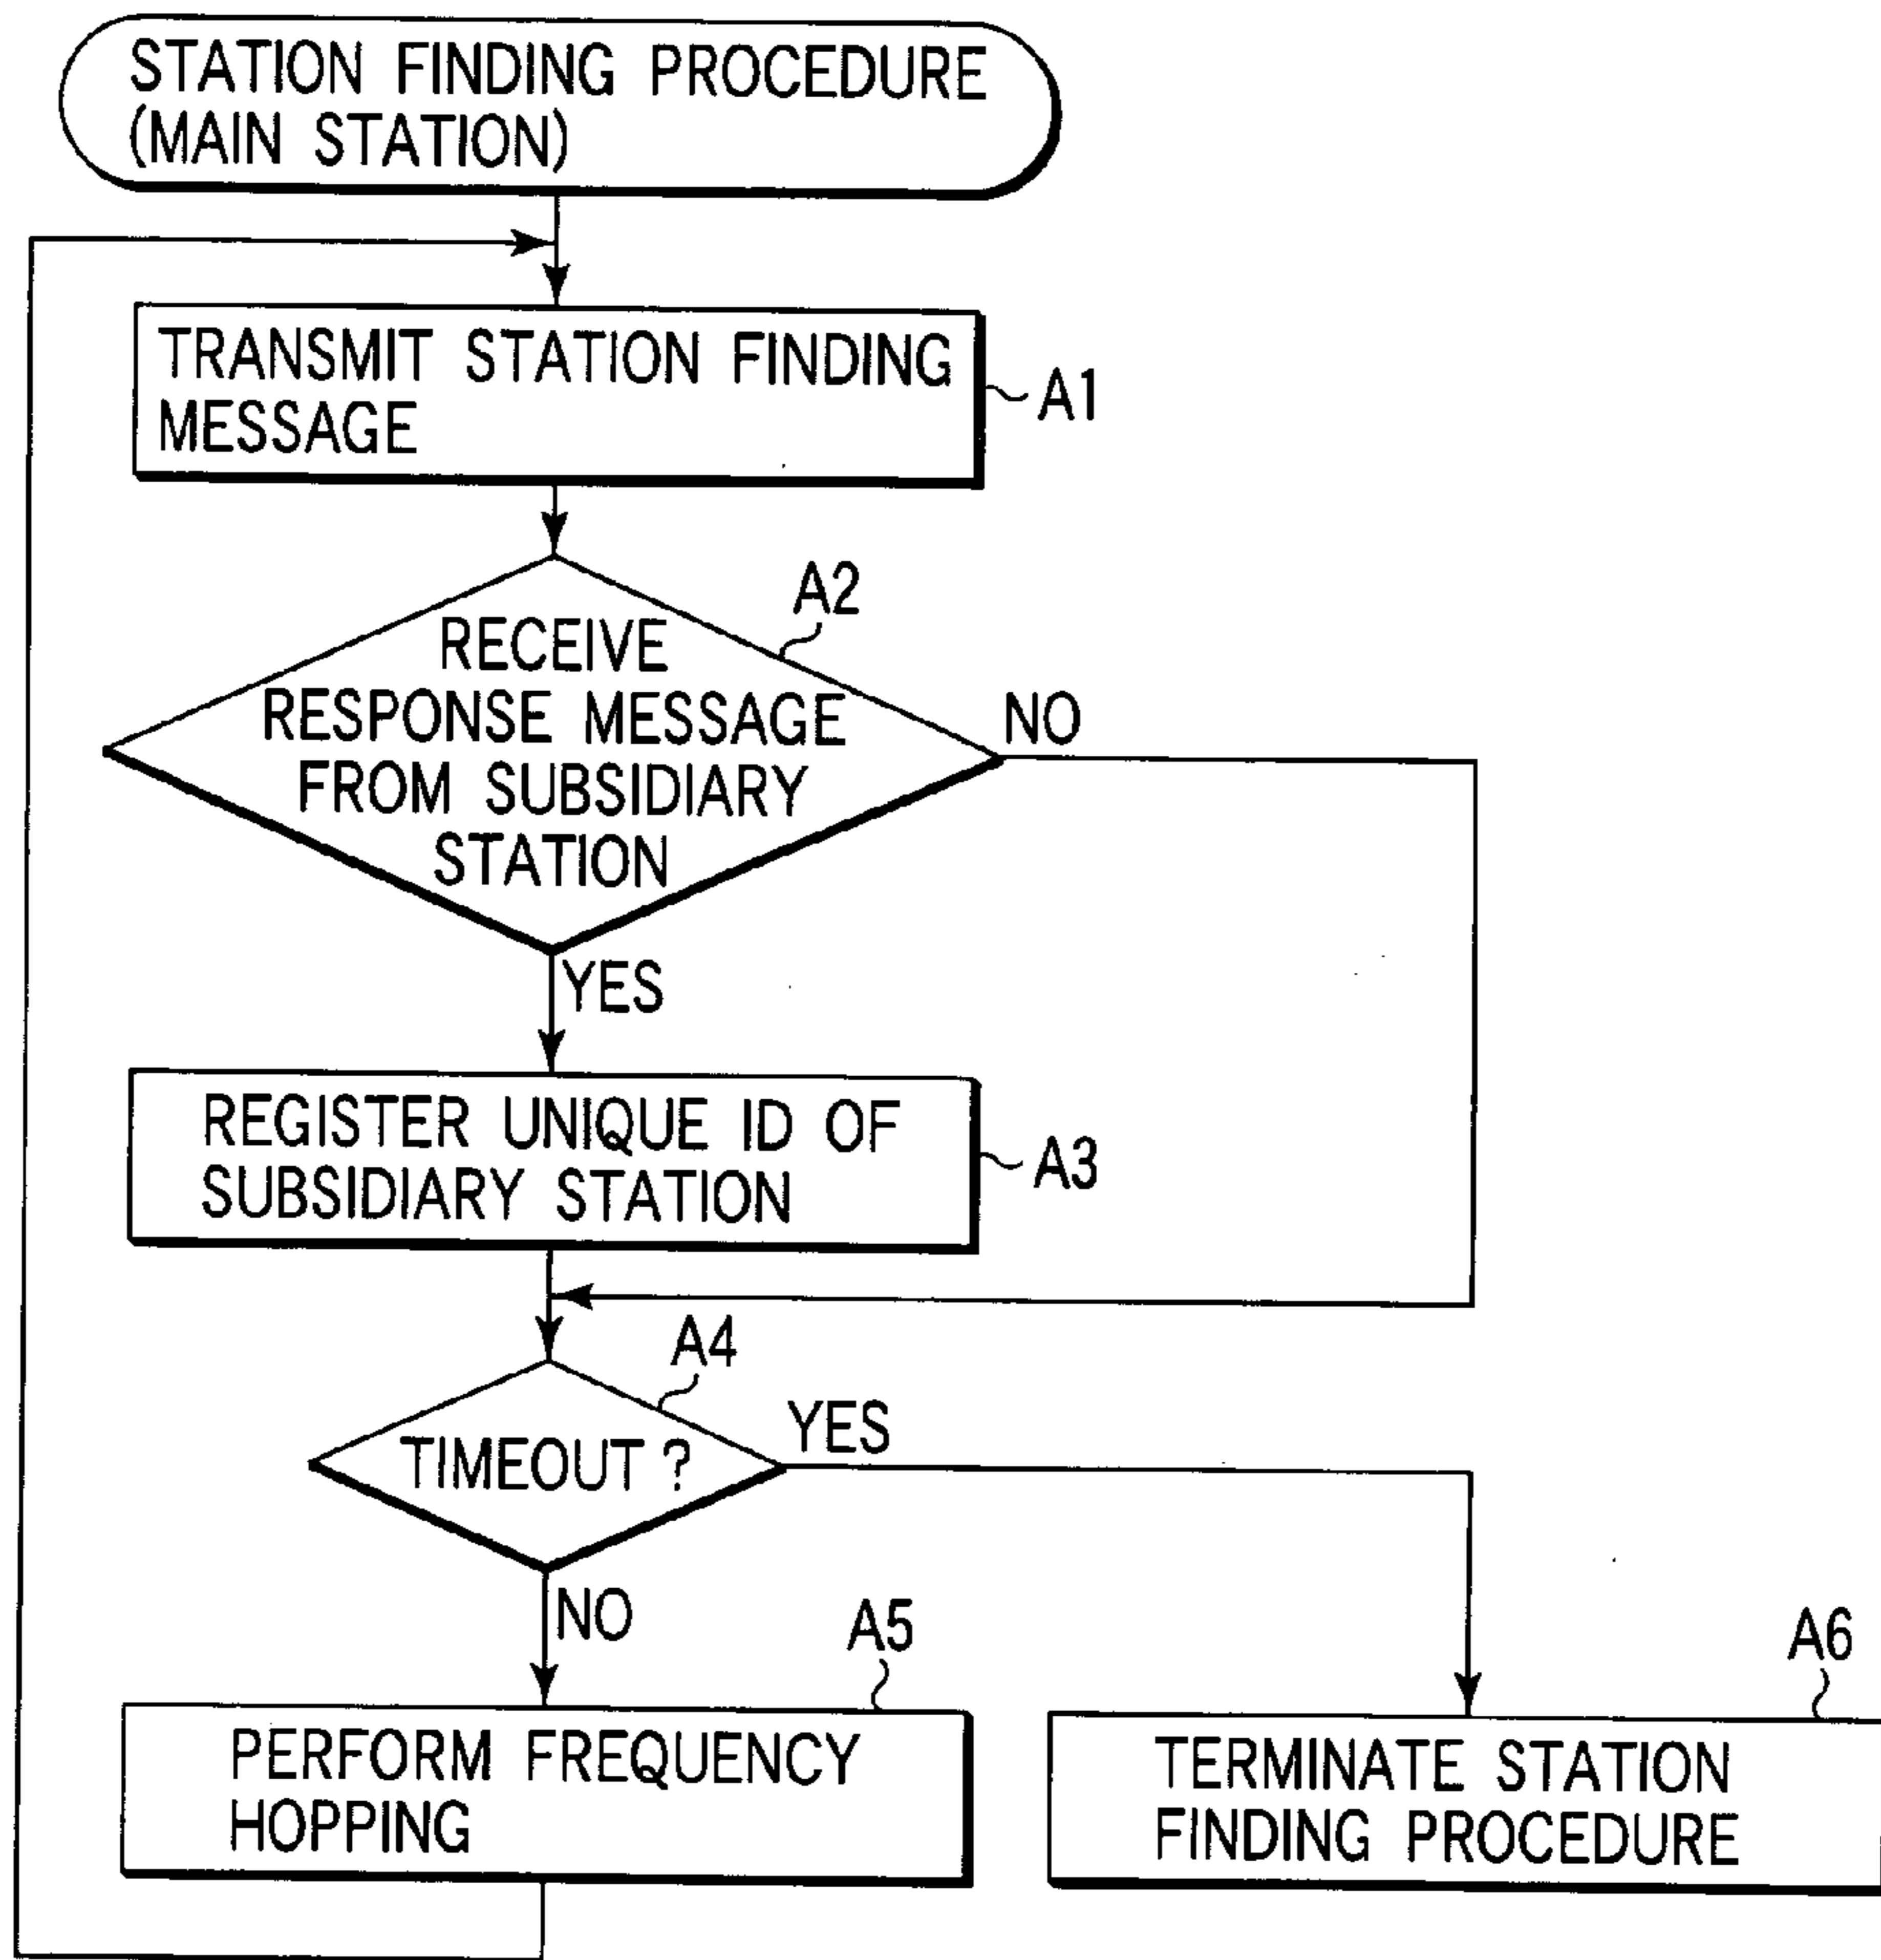 STATION FINDING PROCEDURE
(MAIN STATION)
TRANSMIT STATION FINDING
MESSAGE
A1
A2
RECEIVE
RESPONSE MESSAGE
FROM SUBSIDIARY
STATION
NO
YES
REGISTER UNIQUE ID OF
SUBSIDIARY STATION
A3
A4
TIMEOUT ?
YES
NO
A5
PERFORM FREQUENCY
HOPPING
A6
TERMINATE STATION
FINDING PROCEDURE